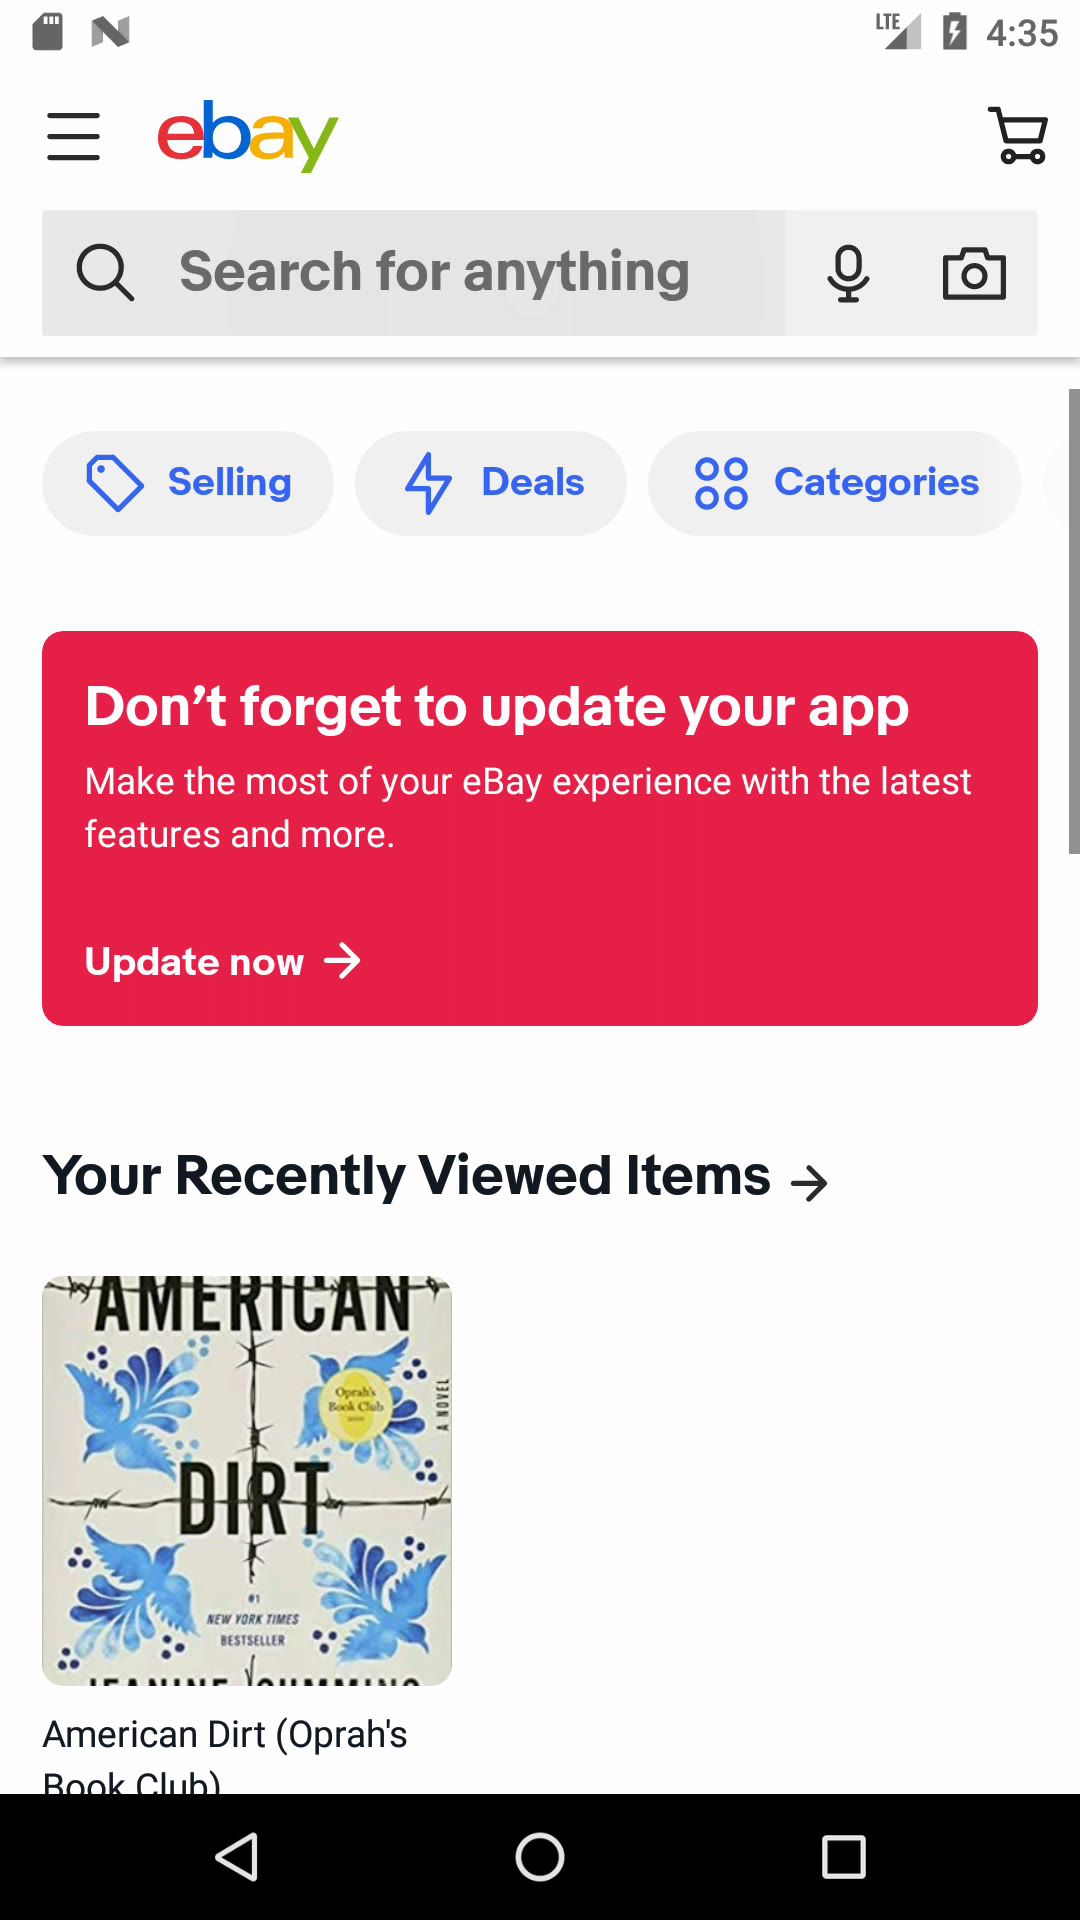 LTE 4:35
ebay
Search for anything
Selling Deals Categories
Don't forget to update your app
Make the most of your eBay experience with the latest
features and more.
Update now
Your Recently Viewed Items
AMERICAN
Oprah's
Book Club
A NOVEL
DIRT
#1
NEW YORK TIMES
BESTSELLER
JEANINE CUMMINS
American Dirt (Oprah's
Book Club)